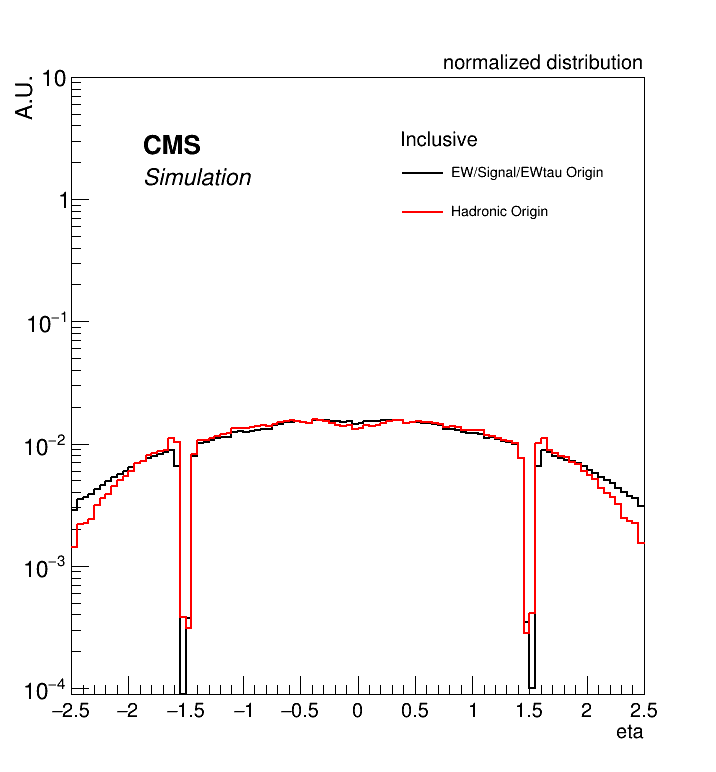 normalized distribution
A.U.
10
CMS
Inclusive
Simulation
EW/Signal/EWtau Origin
1
Hadronic Origin
10⁻¹
10⁻²
10⁻³
10⁻⁴
−2.5 −2 −1.5 −1 −0.5 0 0.5 1 1.5 2 2.5
eta